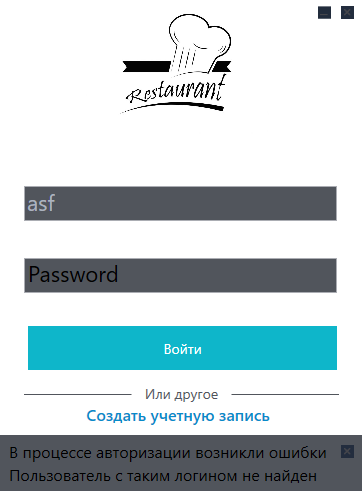 Restaurant
asf
Password
Войти
Или другое
Создать учетную запись
В процессе авторизации возникли ошибки
Пользователь с таким логином не найден